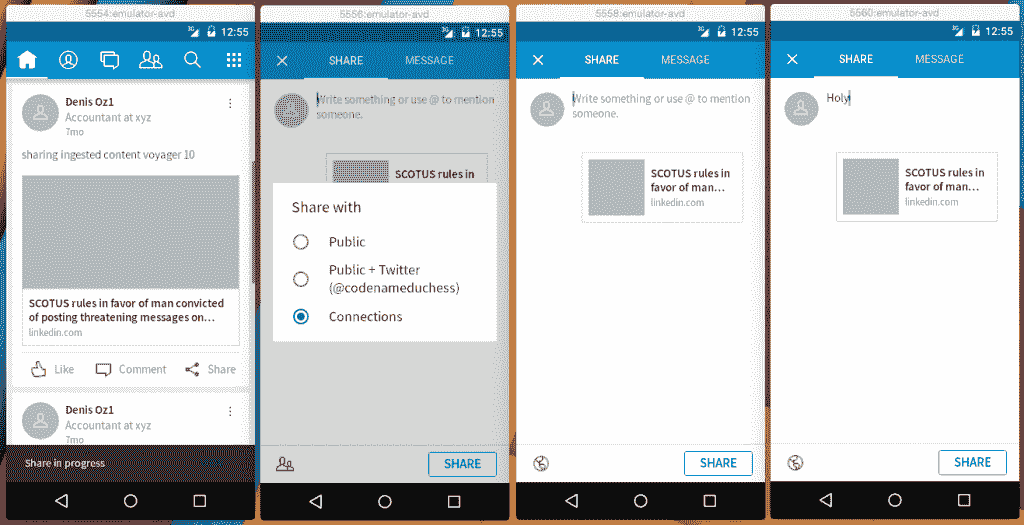 5554:emulator-avd
3G 12:55
Denis Oz1
Accountant at xyz
7mo
sharing ingested content voyager 10
SCOTUS rules in favor of man convicted
of posting threatening messages on...
linkedin.com
Like Comment Share
Denis Oz1
Accountant at xyz
7mo
Share in progress
5556:emulator-avd
3G 12:55
SHARE MESSAGE
Write something or use @ to mention
someone.
SCOTUS rules in
Share with
Public
Public + Twitter
(@codenameduchess)
Connections
SHARE
5558:emulator-avd
3G 12:55
SHARE MESSAGE
Write something or use @ to mention
someone.
SCOTUS rules in
favor of man...
linkedin.com
SHARE
5560:emulator-avd
3G 12:55
SHARE MESSAGE
Holy
SCOTUS rules in
favor of man...
linkedin.com
SHARE